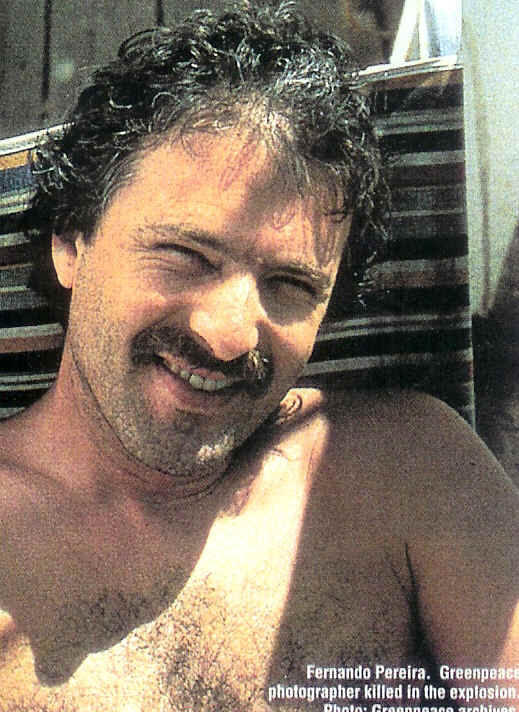 Fernando Pereira. Greenpeace
photographer killed in the explosion.
Photo: Greenpeace archives.